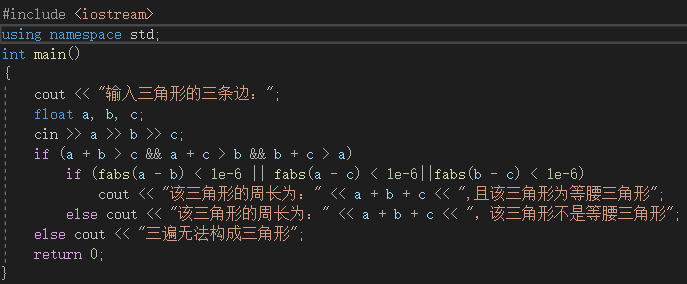 #include <iostream>
using namespace std;
int main()
{
    cout << "输入三角形的三条边：";
    float a, b, c;
    cin >> a >> b >> c;
    if (a + b > c && a + c > b && b + c > a)
        if (fabs(a - b) < 1e-6 || fabs(a - c) < 1e-6||fabs(b - c) < 1e-6)
            cout << "该三角形的周长为：" << a + b + c << ",且该三角形为等腰三角形";
        else cout << "该三角形的周长为：" << a + b + c << "，该三角形不是等腰三角形";
    else cout << "三遍无法构成三角形";
    return 0;
}